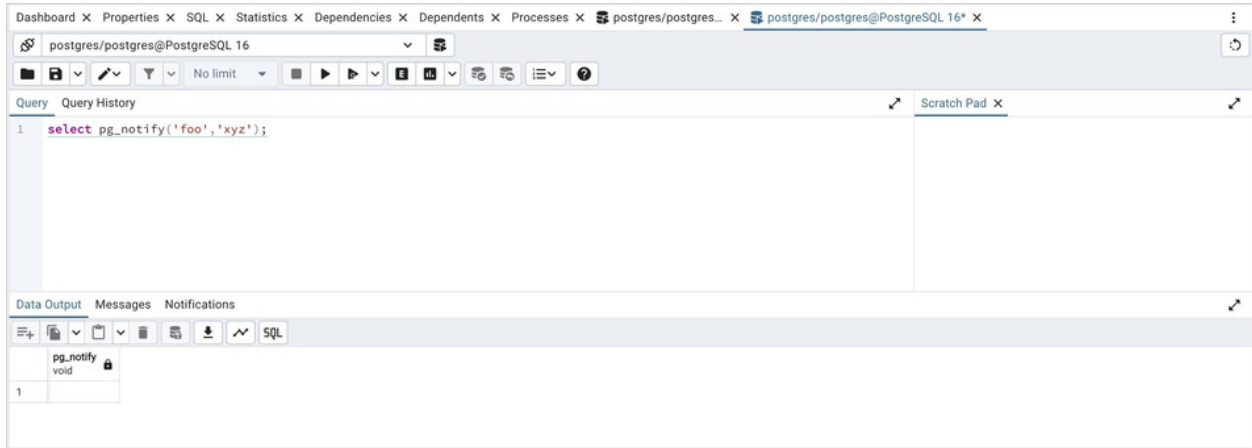 Dashboard X Properties X SQL X Statistics X Dependencies X Dependents X Processes X postgres/postgres... X postgres/postgres@PostgreSQL 16* X
postgres/postgres@PostgreSQL 16
No limit
E
Query Query History
Scratch Pad X
1 select pg_notify('foo','xyz');
Data Output Messages Notifications
SQL
pg_notify
void
1